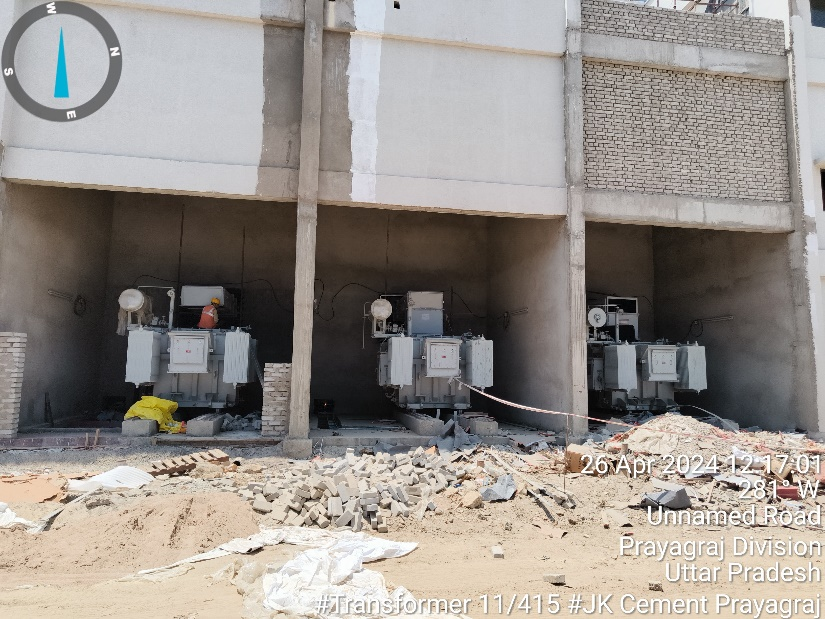 W
N
S
E
26 Apr 2024 12:17:01
281° W
Unnamed Road
Prayagraj Division
Uttar Pradesh
#Transformer 11/415 #JK Cement Prayagraj